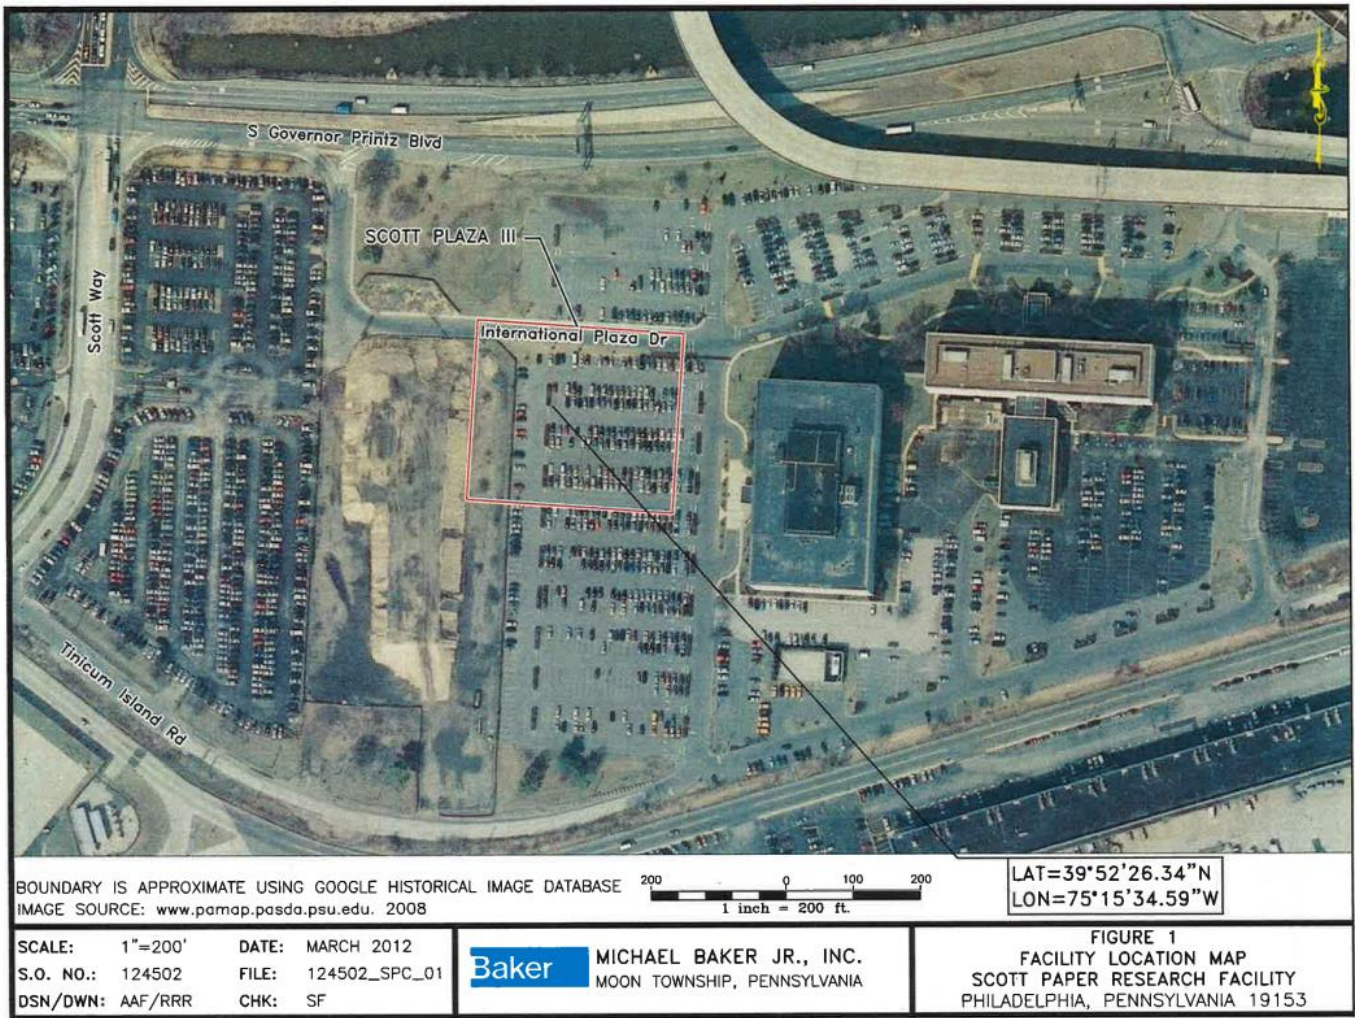 S Governor Printz Blvd
SCOTT PLAZA III
Scott Way
International Plaza Dr
Tinicum Island Rd
BOUNDARY IS APPROXIMATE USING GOOGLE HISTORICAL IMAGE DATABASE
IMAGE SOURCE: www.pamap.pasda.psu.edu. 2008
200 0 100 200
1 inch = 200 ft.
LAT=39°52'26.34"N
LON=75°15'34.59"W
SCALE: 1"=200' DATE: MARCH 2012
S.O. NO.: 124502 FILE: 124502_SPC_01
DSN/DWN: AAF/RRR CHK: SF
Baker
MICHAEL BAKER JR., INC.
MOON TOWNSHIP, PENNSYLVANIA
FIGURE 1
FACILITY LOCATION MAP
SCOTT PAPER RESEARCH FACILITY
PHILADELPHIA, PENNSYLVANIA 19153